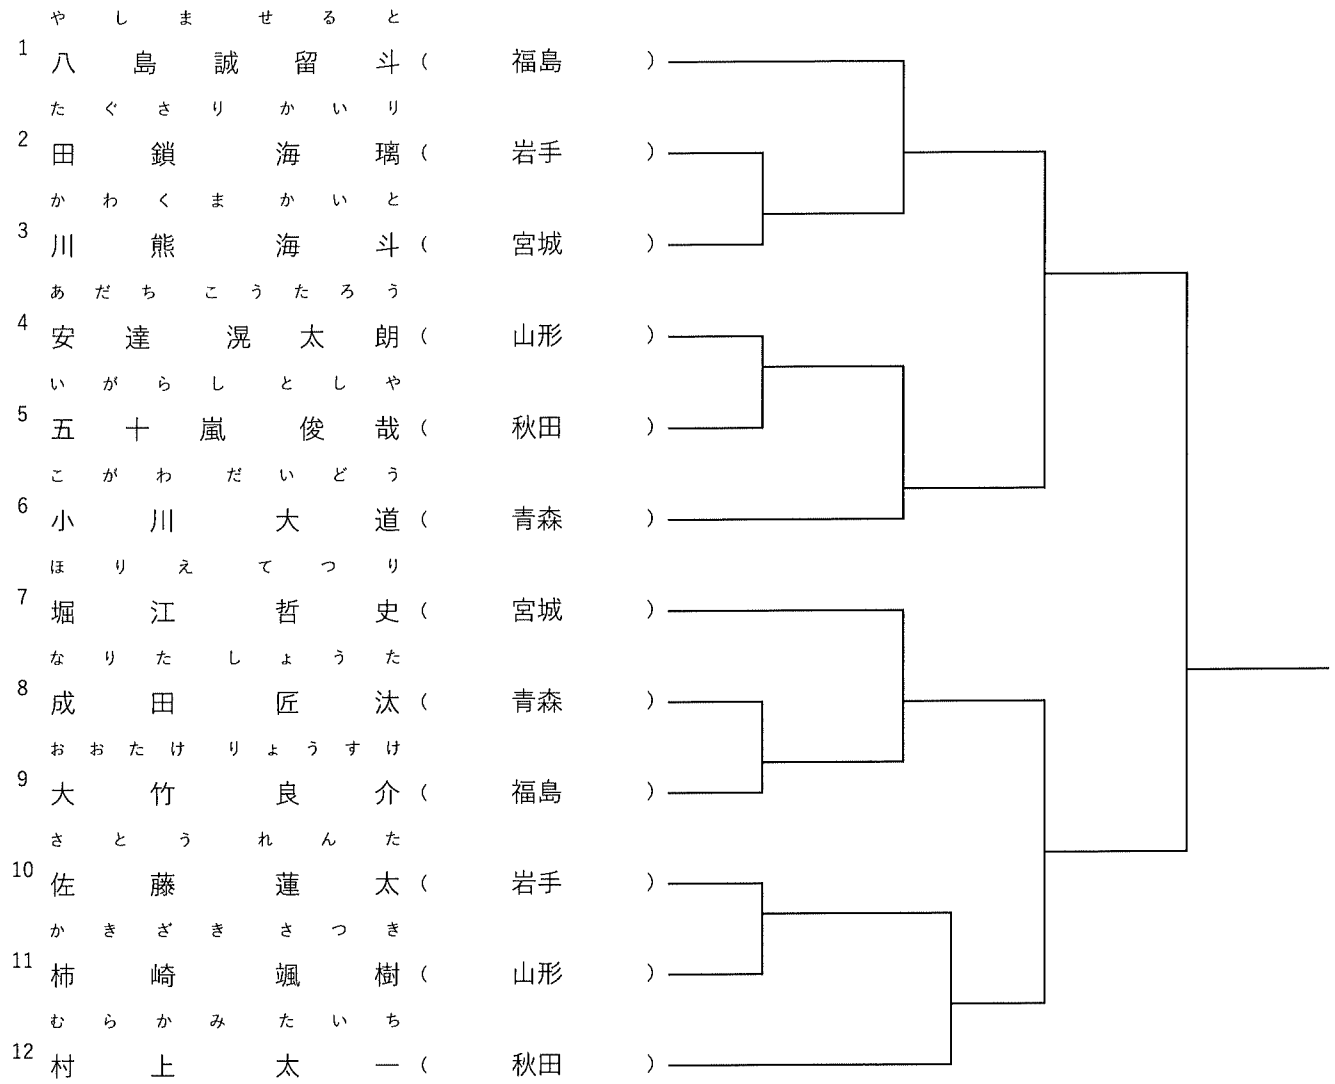 やしま せると
1 八島 誠留斗 ( 福島 )
たぐさり かいり
2 田鎖 海璃 ( 岩手 )
かわくま かいと
3 川熊 海斗 ( 宮城 )
あだち こうたろう
4 安達 滉太朗 ( 山形 )
いがらし としや
5 五十嵐 俊哉 ( 秋田 )
こがわ だいどう
6 小川 大道 ( 青森 )
ほりえ てつり
7 堀江 哲史 ( 宮城 )
なりた しょうた
8 成田 匠汰 ( 青森 )
おおたけ りょうすけ
9 大竹 良介 ( 福島 )
さとう れんた
10 佐藤 蓮太 ( 岩手 )
かきざき さつき
11 柿崎 颯樹 ( 山形 )
むらかみ たいち
12 村上 太一 ( 秋田 )